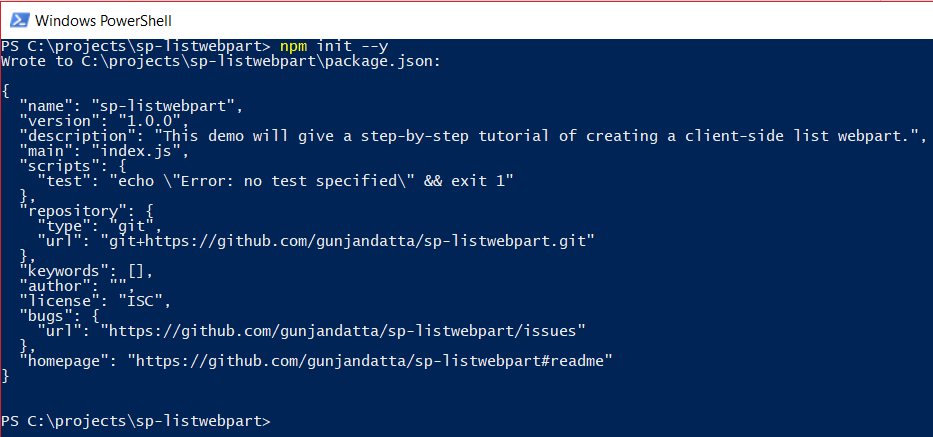 Windows PowerShell
PS C:\projects\sp-listwebpart> npm init --y
Wrote to C:\projects\sp-listwebpart\package.json:
{
  "name": "sp-listwebpart",
  "version": "1.0.0",
  "description": "This demo will give a step-by-step tutorial of creating a client-side list webpart.",
  "main": "index.js",
  "scripts": {
    "test": "echo \"Error: no test specified\" && exit 1"
  },
  "repository": {
    "type": "git",
    "url": "git+https://github.com/gunjandatta/sp-listwebpart.git"
  },
  "keywords": [],
  "author": "",
  "license": "ISC",
  "bugs": {
    "url": "https://github.com/gunjandatta/sp-listwebpart/issues"
  },
  "homepage": "https://github.com/gunjandatta/sp-listwebpart#readme"
}
PS C:\projects\sp-listwebpart>